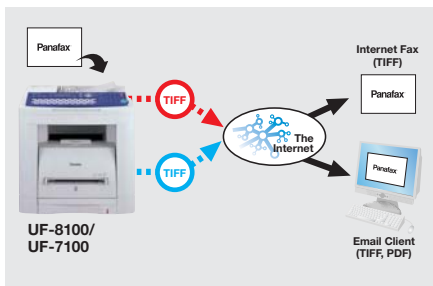 Panafax
TIFF
TIFF
The
Internet
UF-8100/
UF-7100
Internet Fax
(TIFF)
Panafax
Panafax
Email Client
(TIFF, PDF)